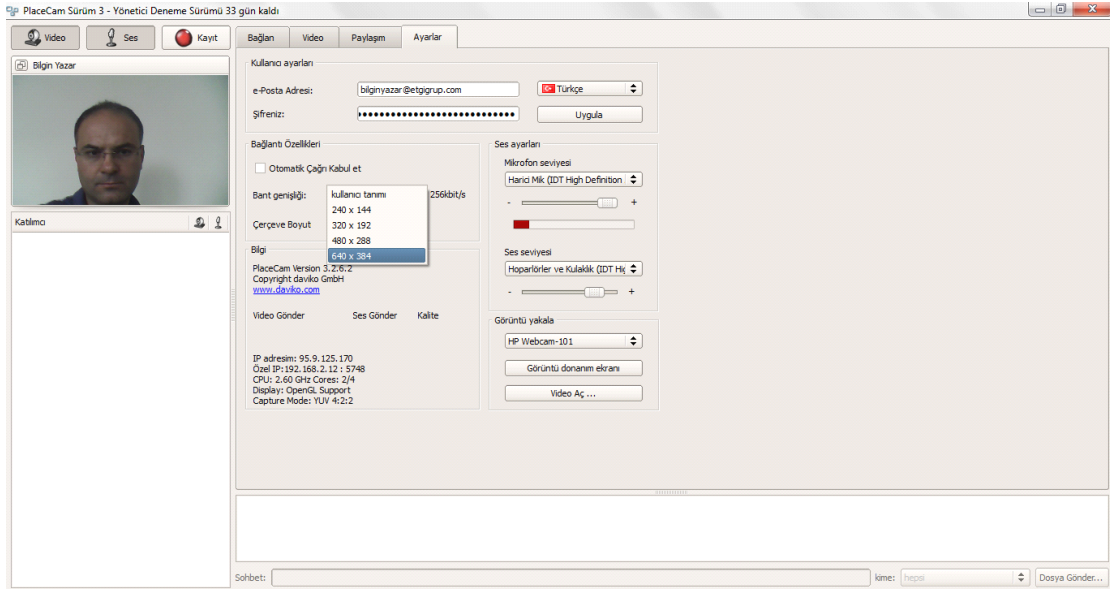 PlaceCam Sürüm 3 - Yönetici Deneme Sürümü 33 gün kaldı
Video
Ses
Kayıt
Bağlan
Video
Paylaşım
Ayarlar
Bilgin Yazar
Katılımcı
Kullanıcı ayarları
e-Posta Adresi:
bilginyazar@etgigrup.com
Türkçe
Şifreniz:
Uygula
Bağlantı Özellikleri
Otomatik Çağrı Kabul et
Bant genişliği:
256kbit/s
Çerçeve Boyut
kullanıcı tanımı
240 x 144
320 x 192
480 x 288
640 x 384
Bilgi
PlaceCam Version 3.2.6.2
Copyright daviko GmbH
www.daviko.com
Video Gönder
Ses Gönder
Kalite
IP adresim: 95.9.125.170
Özel IP:192.168.2.12 : 5748
CPU: 2.60 GHz Cores: 2/4
Display: OpenGL Support
Capture Mode: YUV 4:2:2
Ses ayarları
Mikrofon seviyesi
Harici Mik (IDT High Definition
- +
Ses seviyesi
Hoparlörler ve Kulaklık (IDT Hig
- +
Görüntü yakala
HP Webcam-101
Görüntü donanım ekranı
Video Aç ...
Sohbet:
kime:
hepsi
Dosya Gönder...